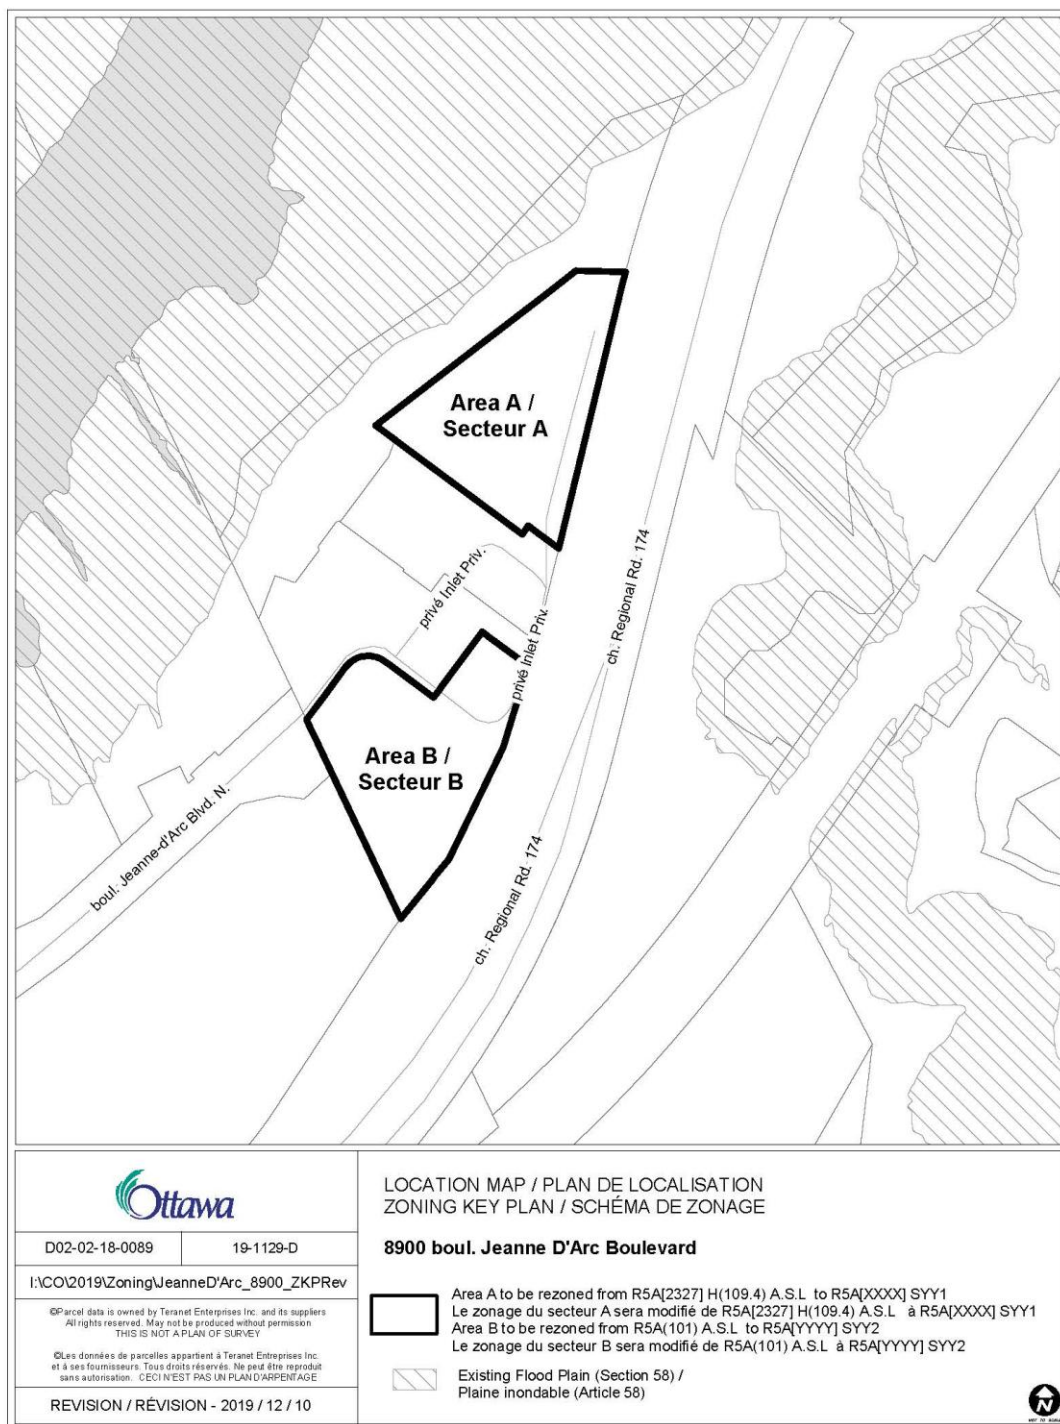 Area A /
Secteur A
ch. Regional Rd. 174
privé Inlet Priv.
privé Inlet Priv.
Area B /
Secteur B
boul. Jeanne-d'Arc Blvd. N.
ch. Regional Rd. 174
Ottawa
D02-02-18-0089
19-1129-D
I:\CO\2019\Zoning\JeanneD'Arc_8900_ZKPRev
©Parcel data is owned by Teranet Enterprises Inc. and its suppliers
All rights reserved. May not be produced without permission
THIS IS NOT A PLAN OF SURVEY
©Les données de parcelles appartient à Teranet Entreprises Inc.
et à ses fournisseurs. Tous droits réservés. Ne peut être reproduit
sans autorisation. CECI N'EST PAS UN PLAN D'ARPENTAGE
REVISION / RÉVISION - 2019 / 12 / 10
LOCATION MAP / PLAN DE LOCALISATION
ZONING KEY PLAN / SCHÉMA DE ZONAGE
8900 boul. Jeanne D'Arc Boulevard
Area A to be rezoned from R5A[2327] H(109.4) A.S.L to R5A[XXXX] SYY1
Le zonage du secteur A sera modifié de R5A[2327] H(109.4) A.S.L à R5A[XXXX] SYY1
Area B to be rezoned from R5A(101) A.S.L to R5A[YYYY] SYY2
Le zonage du secteur B sera modifié de R5A(101) A.S.L à R5A[YYYY] SYY2
Existing Flood Plain (Section 58) /
Plaine inondable (Article 58)
N